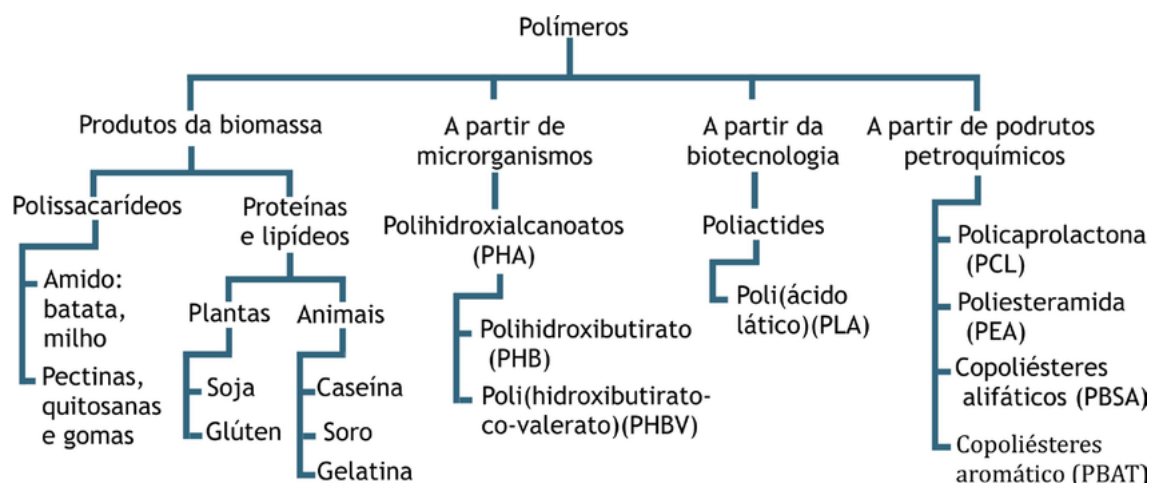 Polímeros
Produtos da biomassa
Polissacarídeos
Amido:
batata,
milho
Pectinas,
quitosanas
e gomas
Proteínas
e lipídeos
Plantas
Soja
Glúten
Animais
Caseína
Soro
Gelatina
A partir de
microrganismos
Polihidroxialcanoatos
(PHA)
Polihidroxibutirato
(PHB)
Poli(hidroxibutirato-
co-valerato)(PHBV)
A partir da
biotecnologia
Poliactides
Poli(ácido
lático)(PLA)
A partir de podrutos
petroquímicos
Policaprolactona
(PCL)
Poliesteramida
(PEA)
Copoliésteres
alifáticos (PBSA)
Copoliésteres
aromático (PBAT)